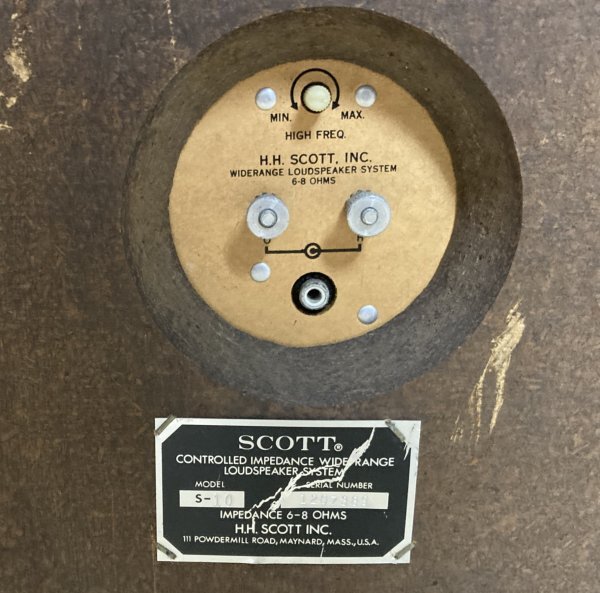 MIN. MAX.
HIGH FREQ.
H.H. SCOTT, INC.
WIDERANGE LOUDSPEAKER SYSTEM
6-8 OHMS
H
C
SCOTT®
CONTROLLED IMPEDANCE WIDE RANGE
LOUDSPEAKER SYSTEM
MODEL SERIAL NUMBER
S-10
IMPEDANCE 6-8 OHMS
H.H. SCOTT INC.
111 POWDERMILL ROAD, MAYNARD, MASS., U.S.A.